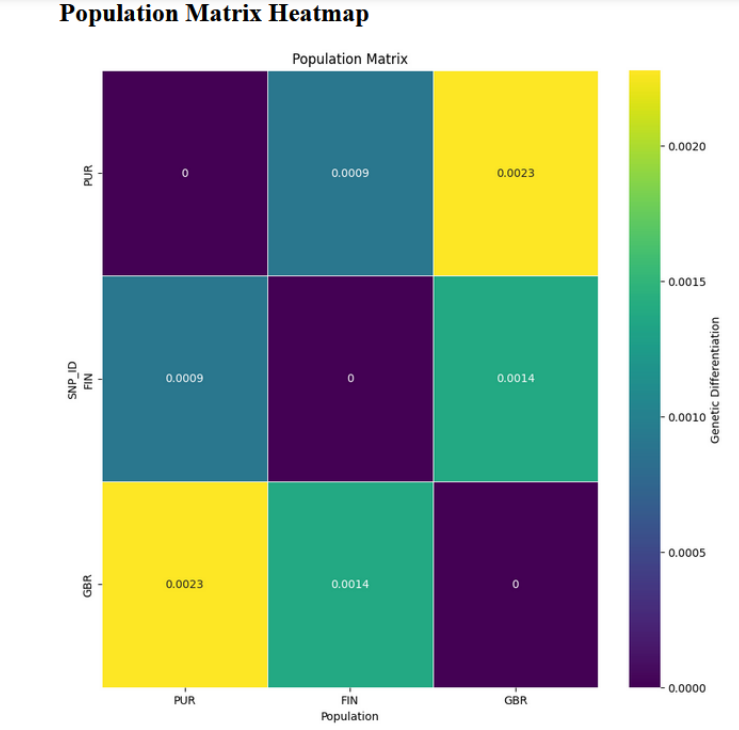 Population Matrix Heatmap
Population Matrix
PUR
0
0.0009
0.0023
SNP_ID
FIN
0.0009
0
0.0014
GBR
0.0023
0.0014
0
PUR
FIN
GBR
Population
0.0020
0.0015
0.0010
0.0005
0.0000
Genetic Differentiation